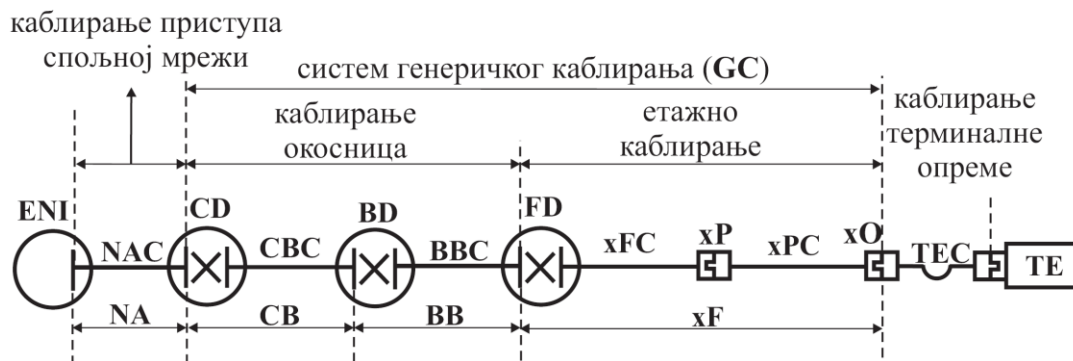 каблирање приступа
спољној мрежи
систем генеричког каблирања (GC)
каблирање
окосница
етажно
каблирање
каблирање
терминалне
опреме
ENI
CD
BD
FD
NAC
CBC
BBC
xFC
xP
xPC
xO
TEC
TE
NA
CB
BB
xF